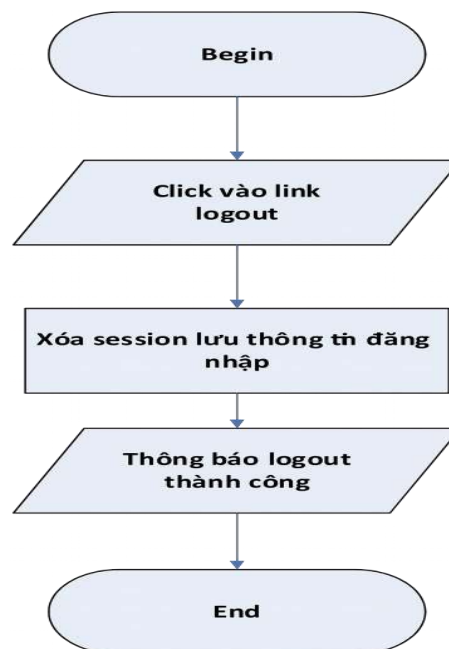 Begin
Click vào link
logout
Xóa session lưu thông tin đăng
nhập
Thông báo logout
thành công
End